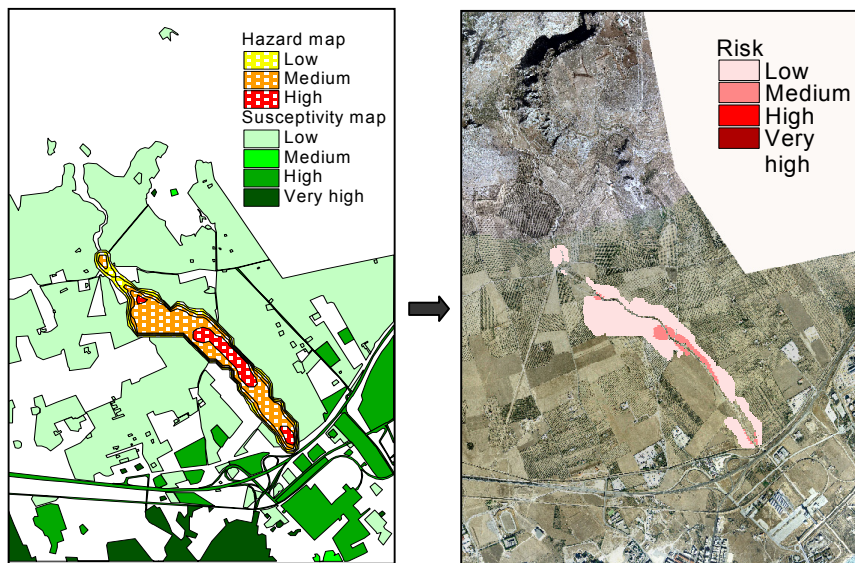 Hazard map
Low
Medium
High
Susceptivity map
Low
Medium
High
Very high
Risk
Low
Medium
High
Very
high